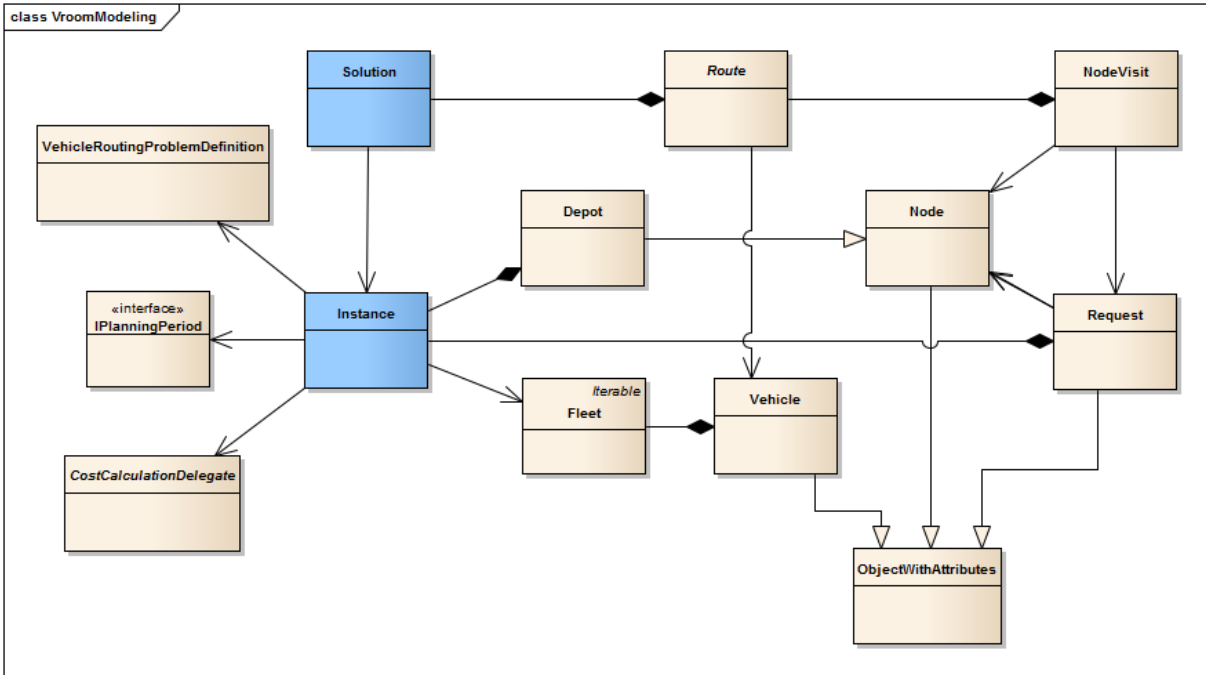 class VroomModeling
Solution
Route
NodeVisit
VehicleRoutingProblemDefinition
Depot
Node
«interface»
IPlanningPeriod
Instance
Request
Iterable
Fleet
Vehicle
CostCalculationDelegate
ObjectWithAttributes